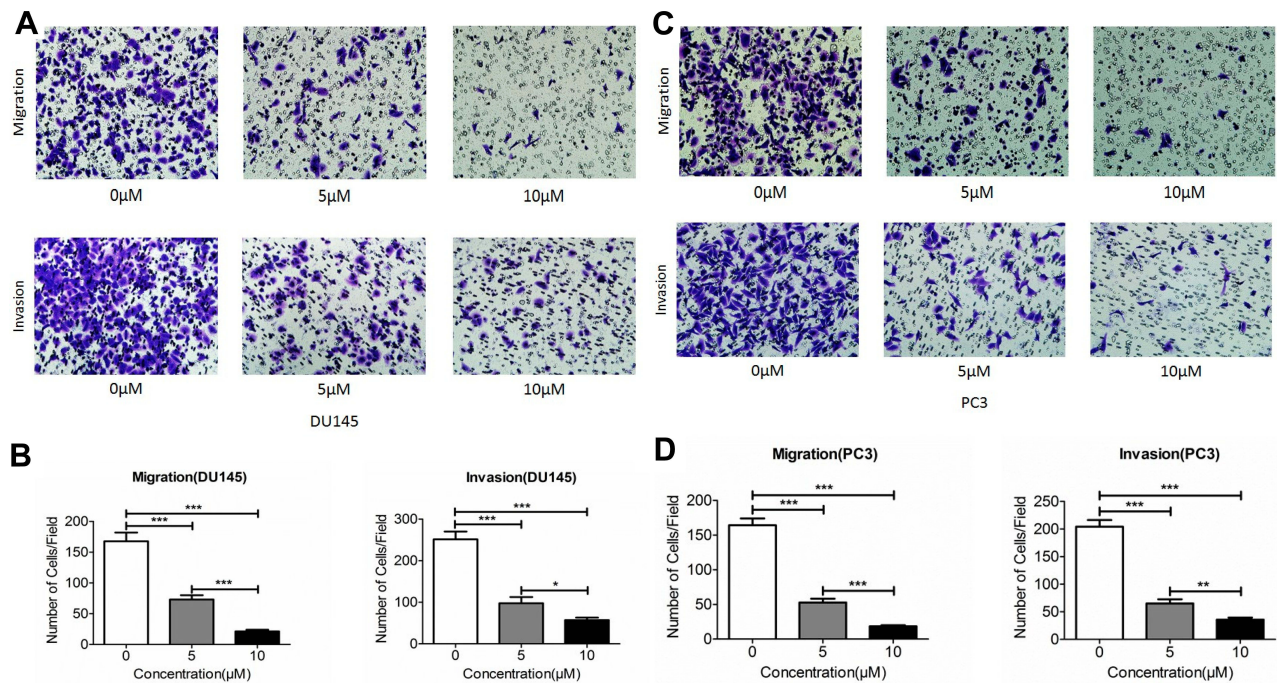 A
Migration
0µM
5µM
10µM
Invasion
0µM
5µM
10µM
DU145
C
Migration
0µM
5µM
10µM
Invasion
0µM
5µM
10µM
PC3
B
Migration(DU145)
Number of Cells/Field
200
150
100
50
0
***
***
***
0
5
10
Concentration(µM)
Invasion(DU145)
Number of Cells/Field
300
200
100
0
***
***
*
0
5
10
Concentration(µM)
D
Migration(PC3)
Number of Cells/Field
200
150
100
50
0
***
***
***
0
5
10
Concentration(µM)
Invasion(PC3)
Number of Cells/Field
250
200
150
100
50
0
***
***
**
0
5
10
Concentration(µM)